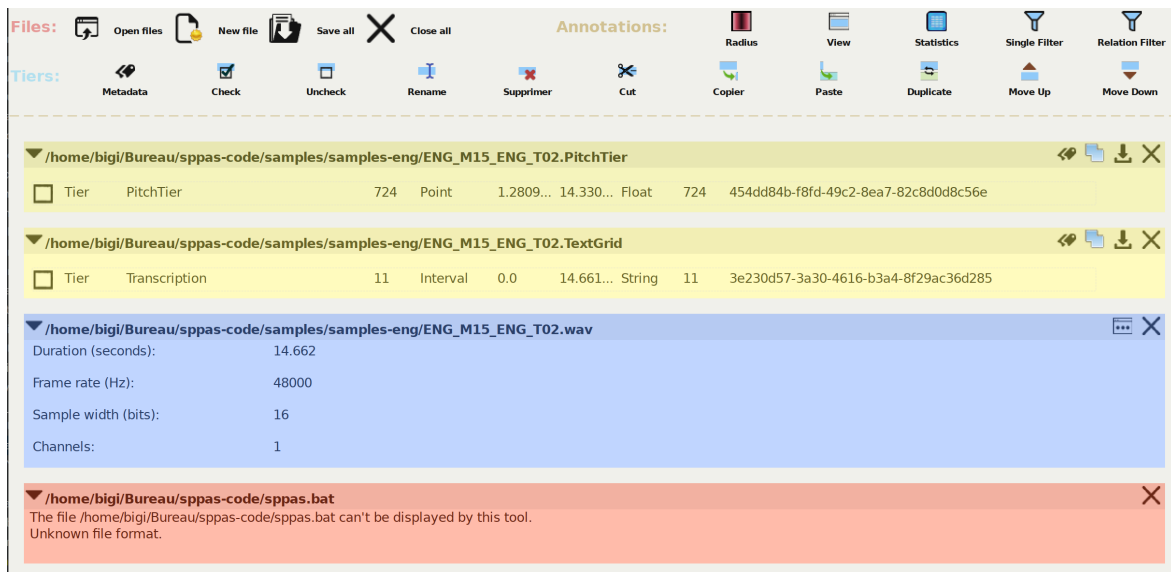 Files: Open files New file Save all Close all Annotations: Radius View Statistics Single Filter Relation Filter
Tiers: Metadata Check Uncheck Rename Supprimer Cut Copier Paste Duplicate Move Up Move Down
/home/bigi/Bureau/sppas-code/samples/samples-eng/ENG_M15_ENG_T02.PitchTier
Tier PitchTier 724 Point 1.2809... 14.330... Float 724 454dd84b-f8fd-49c2-8ea7-82c8d0d8c56e
/home/bigi/Bureau/sppas-code/samples/samples-eng/ENG_M15_ENG_T02.TextGrid
Tier Transcription 11 Interval 0.0 14.661... String 11 3e230d57-3a30-4616-b3a4-8f29ac36d285
/home/bigi/Bureau/sppas-code/samples/samples-eng/ENG_M15_ENG_T02.wav
Duration (seconds): 14.662
Frame rate (Hz): 48000
Sample width (bits): 16
Channels: 1
/home/bigi/Bureau/sppas-code/sppas.bat
The file /home/bigi/Bureau/sppas-code/sppas.bat can't be displayed by this tool.
Unknown file format.